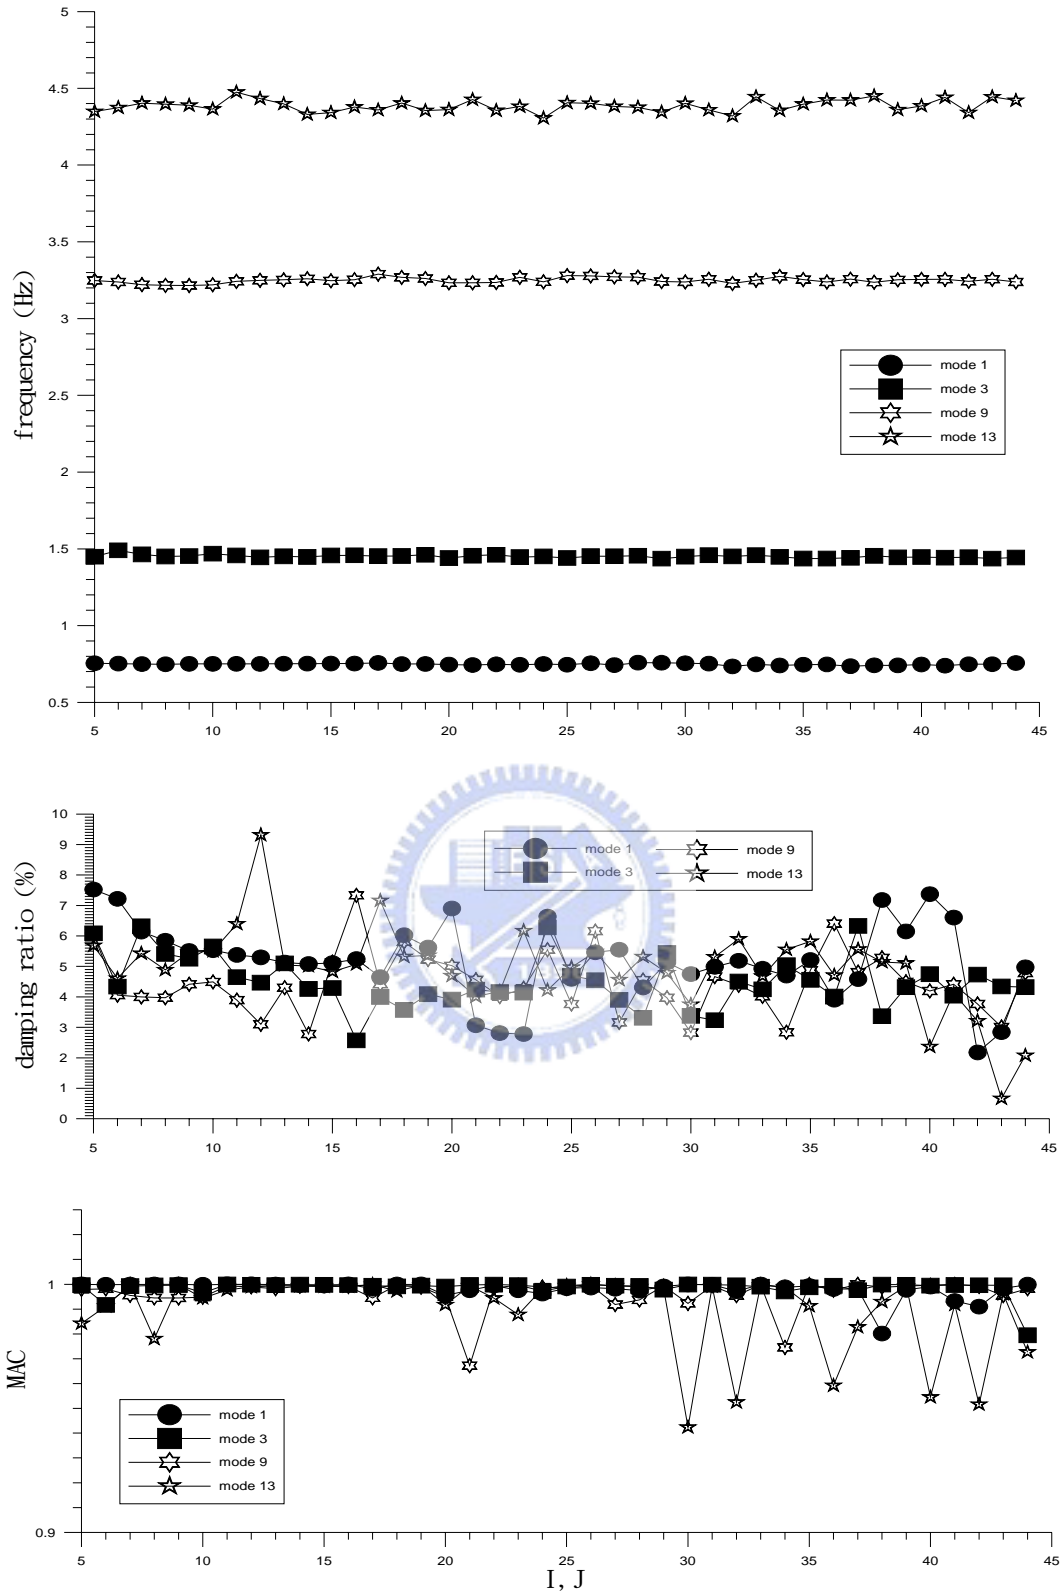 5
4.5
4
3.5
3
2.5
2
1.5
1
0.5
frequency (Hz)
mode 1
mode 3
mode 9
mode 13
5 10 15 20 25 30 35 40 45
10
9
8
7
6
5
4
3
2
1
0
damping ratio (%)
mode 1 mode 9
mode 3 mode 13
5 10 15 20 25 30 35 40 45
1
0.9
MAC
mode 1
mode 3
mode 9
mode 13
5 10 15 20 25 30 35 40 45
I, J